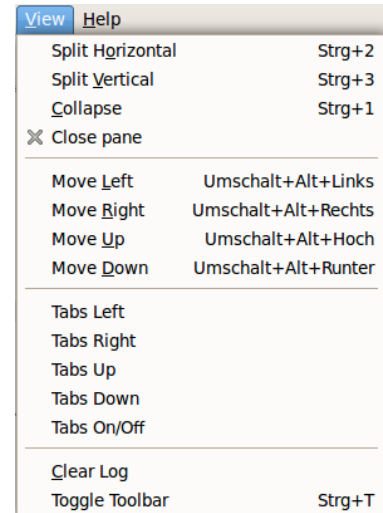 View Help
Split Horizontal Strg+2
Split Vertical Strg+3
Collapse Strg+1
Close pane
Move Left Umschalt+Alt+Links
Move Right Umschalt+Alt+Rechts
Move Up Umschalt+Alt+Hoch
Move Down Umschalt+Alt+Runter
Tabs Left
Tabs Right
Tabs Up
Tabs Down
Tabs On/Off
Clear Log
Toggle Toolbar Strg+T